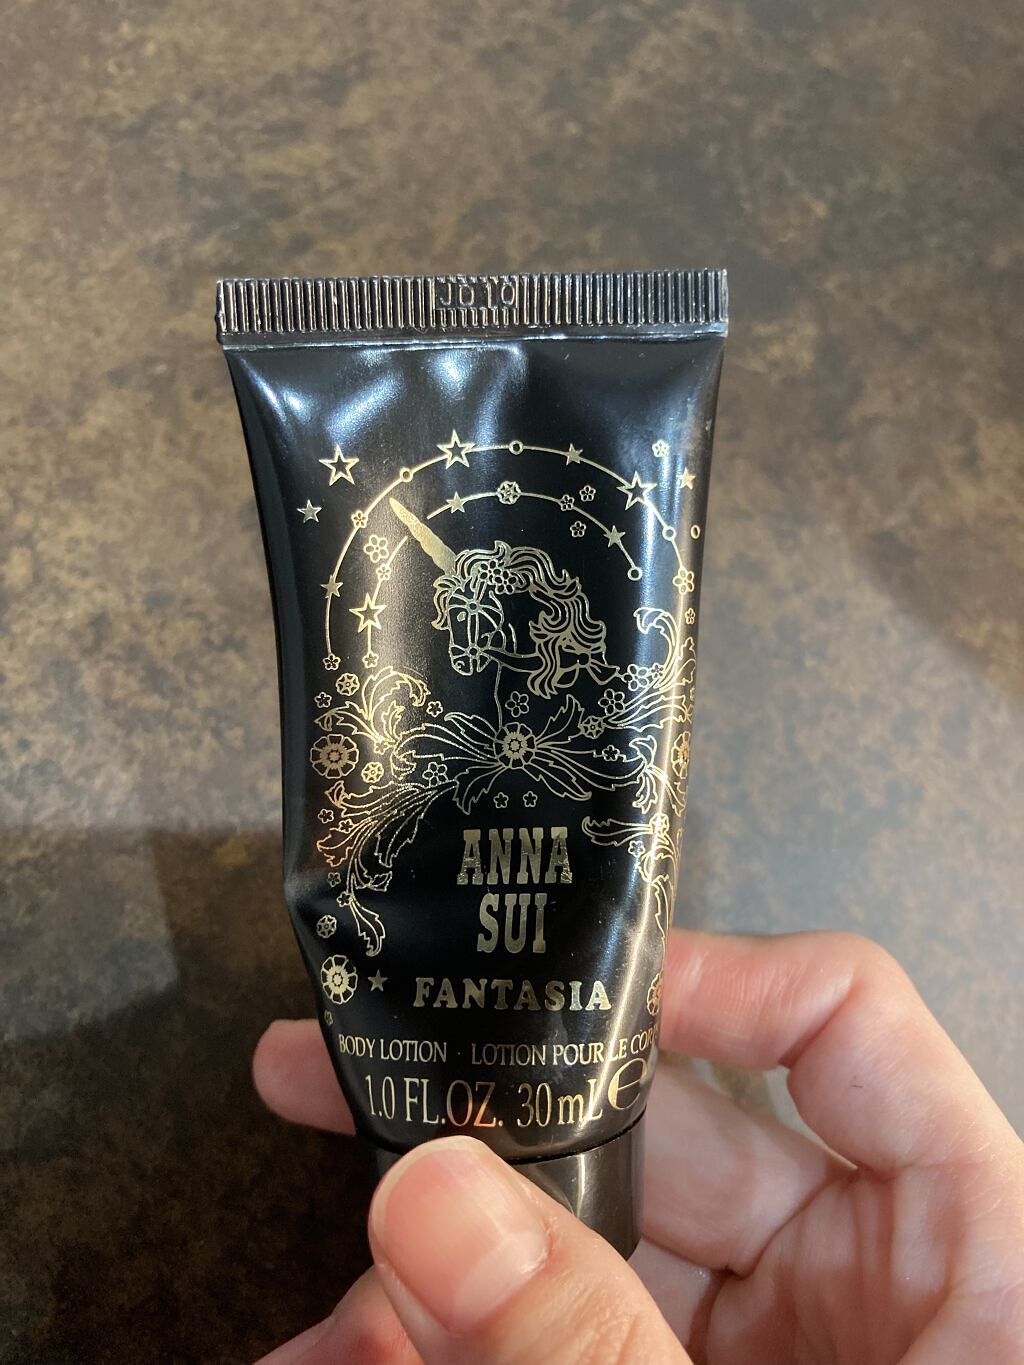 ANNA
SUI
FANTASIA
BODY LOTION · LOTION POUR LE CORPS
1.0 FL.OZ. 30mL ℮